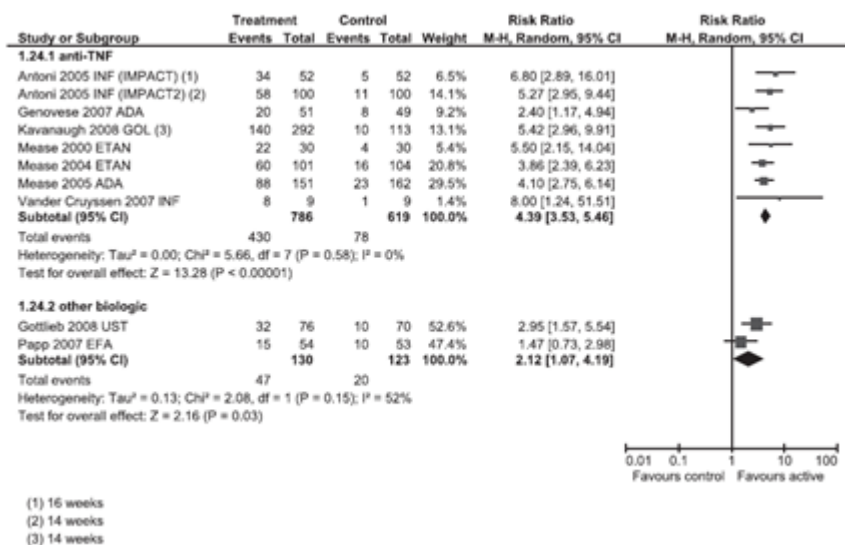 Treatment Control Risk Ratio Risk Ratio
Study or Subgroup Events Total Events Total Weight M-H, Random, 95% CI M-H, Random, 95% CI
1.24.1 anti-TNF
Antoni 2005 INF (IMPACT) (1) 34 52 5 52 6.5% 6.80 [2.89, 16.01]
Antoni 2005 INF (IMPACT2) (2) 58 100 11 100 14.1% 5.27 [2.95, 9.44]
Genovese 2007 ADA 20 51 8 49 9.2% 2.40 [1.17, 4.94]
Kavanaugh 2008 GOL (3) 140 292 10 113 13.1% 5.42 [2.96, 9.91]
Mease 2000 ETAN 22 30 4 30 5.4% 5.50 [2.15, 14.04]
Mease 2004 ETAN 60 101 16 104 20.8% 3.86 [2.39, 6.23]
Mease 2005 ADA 88 151 23 162 29.5% 4.10 [2.75, 6.14]
Vander Cruyssen 2007 INF 8 9 1 9 1.4% 8.00 [1.24, 51.51]
Subtotal (95% CI) 786 619 100.0% 4.39 [3.53, 5.46]
Total events 430 78
Heterogeneity: Tau² = 0.00; Chi² = 5.66, df = 7 (P = 0.58); I² = 0%
Test for overall effect: Z = 13.28 (P < 0.00001)
1.24.2 other biologic
Gottlieb 2008 UST 32 76 10 70 52.6% 2.95 [1.57, 5.54]
Papp 2007 EFA 15 54 10 53 47.4% 1.47 [0.73, 2.98]
Subtotal (95% CI) 130 123 100.0% 2.12 [1.07, 4.19]
Total events 47 20
Heterogeneity: Tau² = 0.13; Chi² = 2.08, df = 1 (P = 0.15); I² = 52%
Test for overall effect: Z = 2.16 (P = 0.03)
0.01 0.1 1 10 100
Favours control Favours active
(1) 16 weeks
(2) 14 weeks
(3) 14 weeks